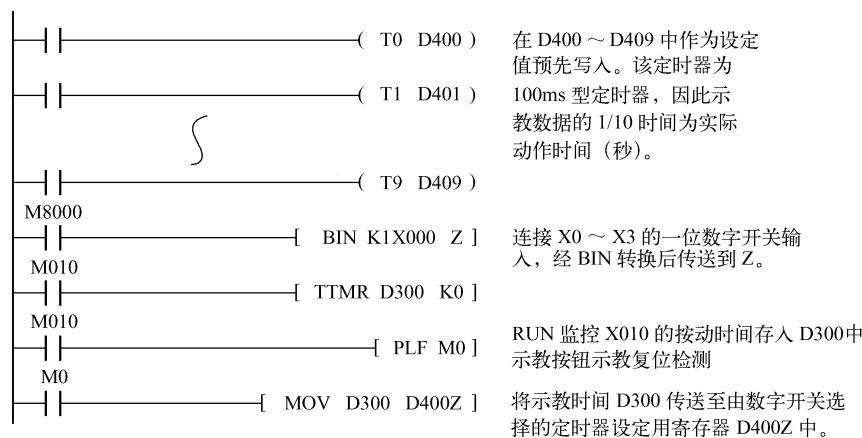 ( T0 D400 )
在 D400 ～ D409 中作为设定
值预先写入。该定时器为
( T1 D401 )
100ms 型定时器，因此示
教数据的 1/10 时间为实际
动作时间（秒）。
( T9 D409 )
M8000
[ BIN K1X000 Z ]
连接 X0 ～ X3 的一位数字开关输
入，经 BIN 转换后传送到 Z。
M010
[ TTMR D300 K0 ]
M010
[ PLF M0 ]
RUN 监控 X010 的按动时间存入 D300中
示教按钮示教复位检测
M0
[ MOV D300 D400Z ]
将示教时间 D300 传送至由数字开关选
择的定时器设定用寄存器 D400Z 中。